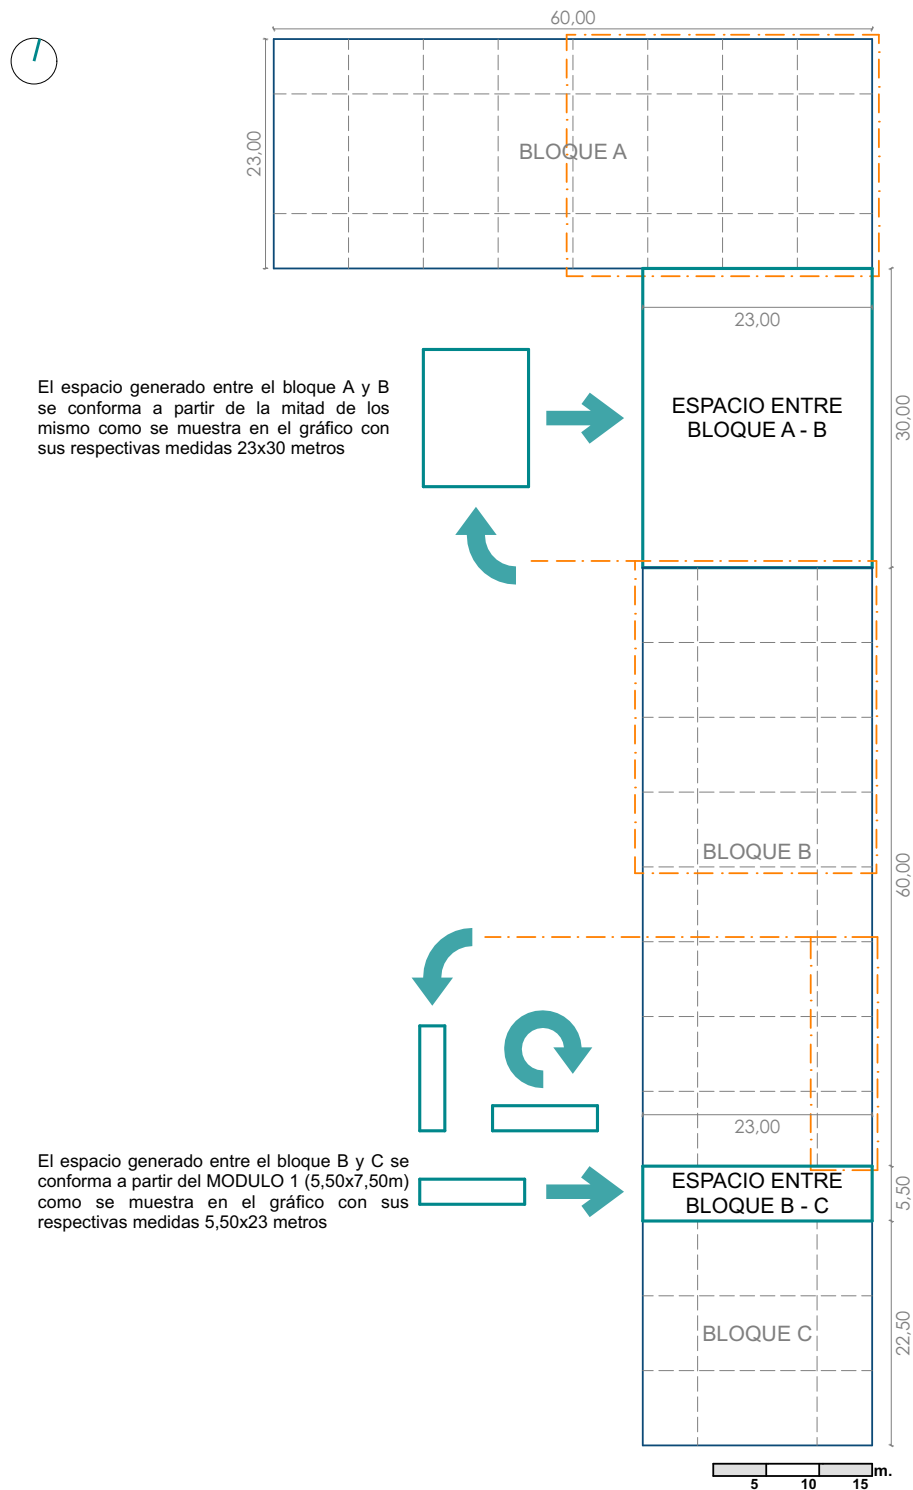 60,00
23,00
BLOQUE A
23,00
El espacio generado entre el bloque A y B
se conforma a partir de la mitad de los
mismo como se muestra en el gráfico con
sus respectivas medidas 23x30 metros
ESPACIO ENTRE
BLOQUE A - B
30,00
BLOQUE B
60,00
23,00
El espacio generado entre el bloque B y C se
conforma a partir del MODULO 1 (5,50x7,50m)
como se muestra en el gráfico con sus
respectivas medidas 5,50x23 metros
ESPACIO ENTRE
BLOQUE B - C
5,50
BLOQUE C
22,50
m.
5 10 15